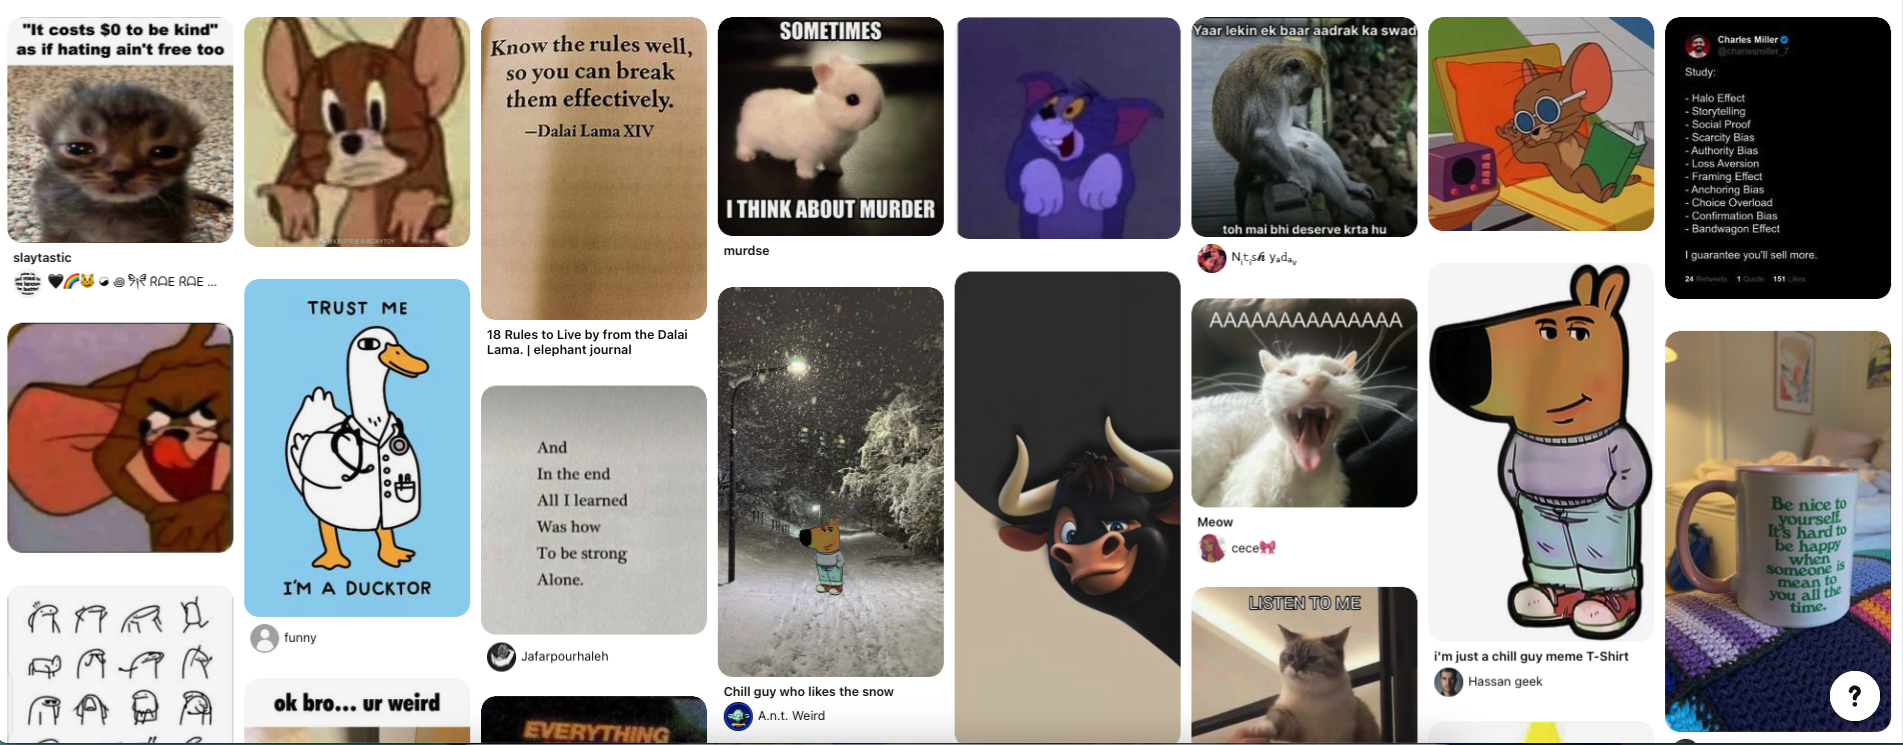 "It costs $0 to be kind"
as if hating ain't free too
slaytastic
RAE RAE ...
TRUST ME
I'M A DUCKTOR
funny
ok bro... ur weird
Know the rules well,
so you can break
them effectively.
—Dalai Lama XIV
18 Rules to Live by from the Dalai
Lama. | elephant journal
And
In the end
All I learned
Was how
To be strong
Alone.
Jafarpourhaleh
EVERYTHING
SOMETIMES
I THINK ABOUT MURDER
murdse
Chill guy who likes the snow
A.n.t. Weird
Yaar lekin ek baar aadrak ka swad
toh mai bhi deserve krta hu
Nitish yadav
AAAAAAAAAAAAAA
Meow
cece
LISTEN TO ME
i'm just a chill guy meme T-Shirt
Hassan geek
Charles Miller
@charlesmiller_7
Study:
- Halo Effect
- Storytelling
- Social Proof
- Scarcity Bias
- Authority Bias
- Loss Aversion
- Framing Effect
- Anchoring Bias
- Choice Overload
- Confirmation Bias
- Bandwagon Effect
I guarantee you'll sell more.
24 Retweets 1 Quote 151 Likes
Be nice to
yourself.
It's hard to
be happy
when
someone is
mean to
you all the
time.
?